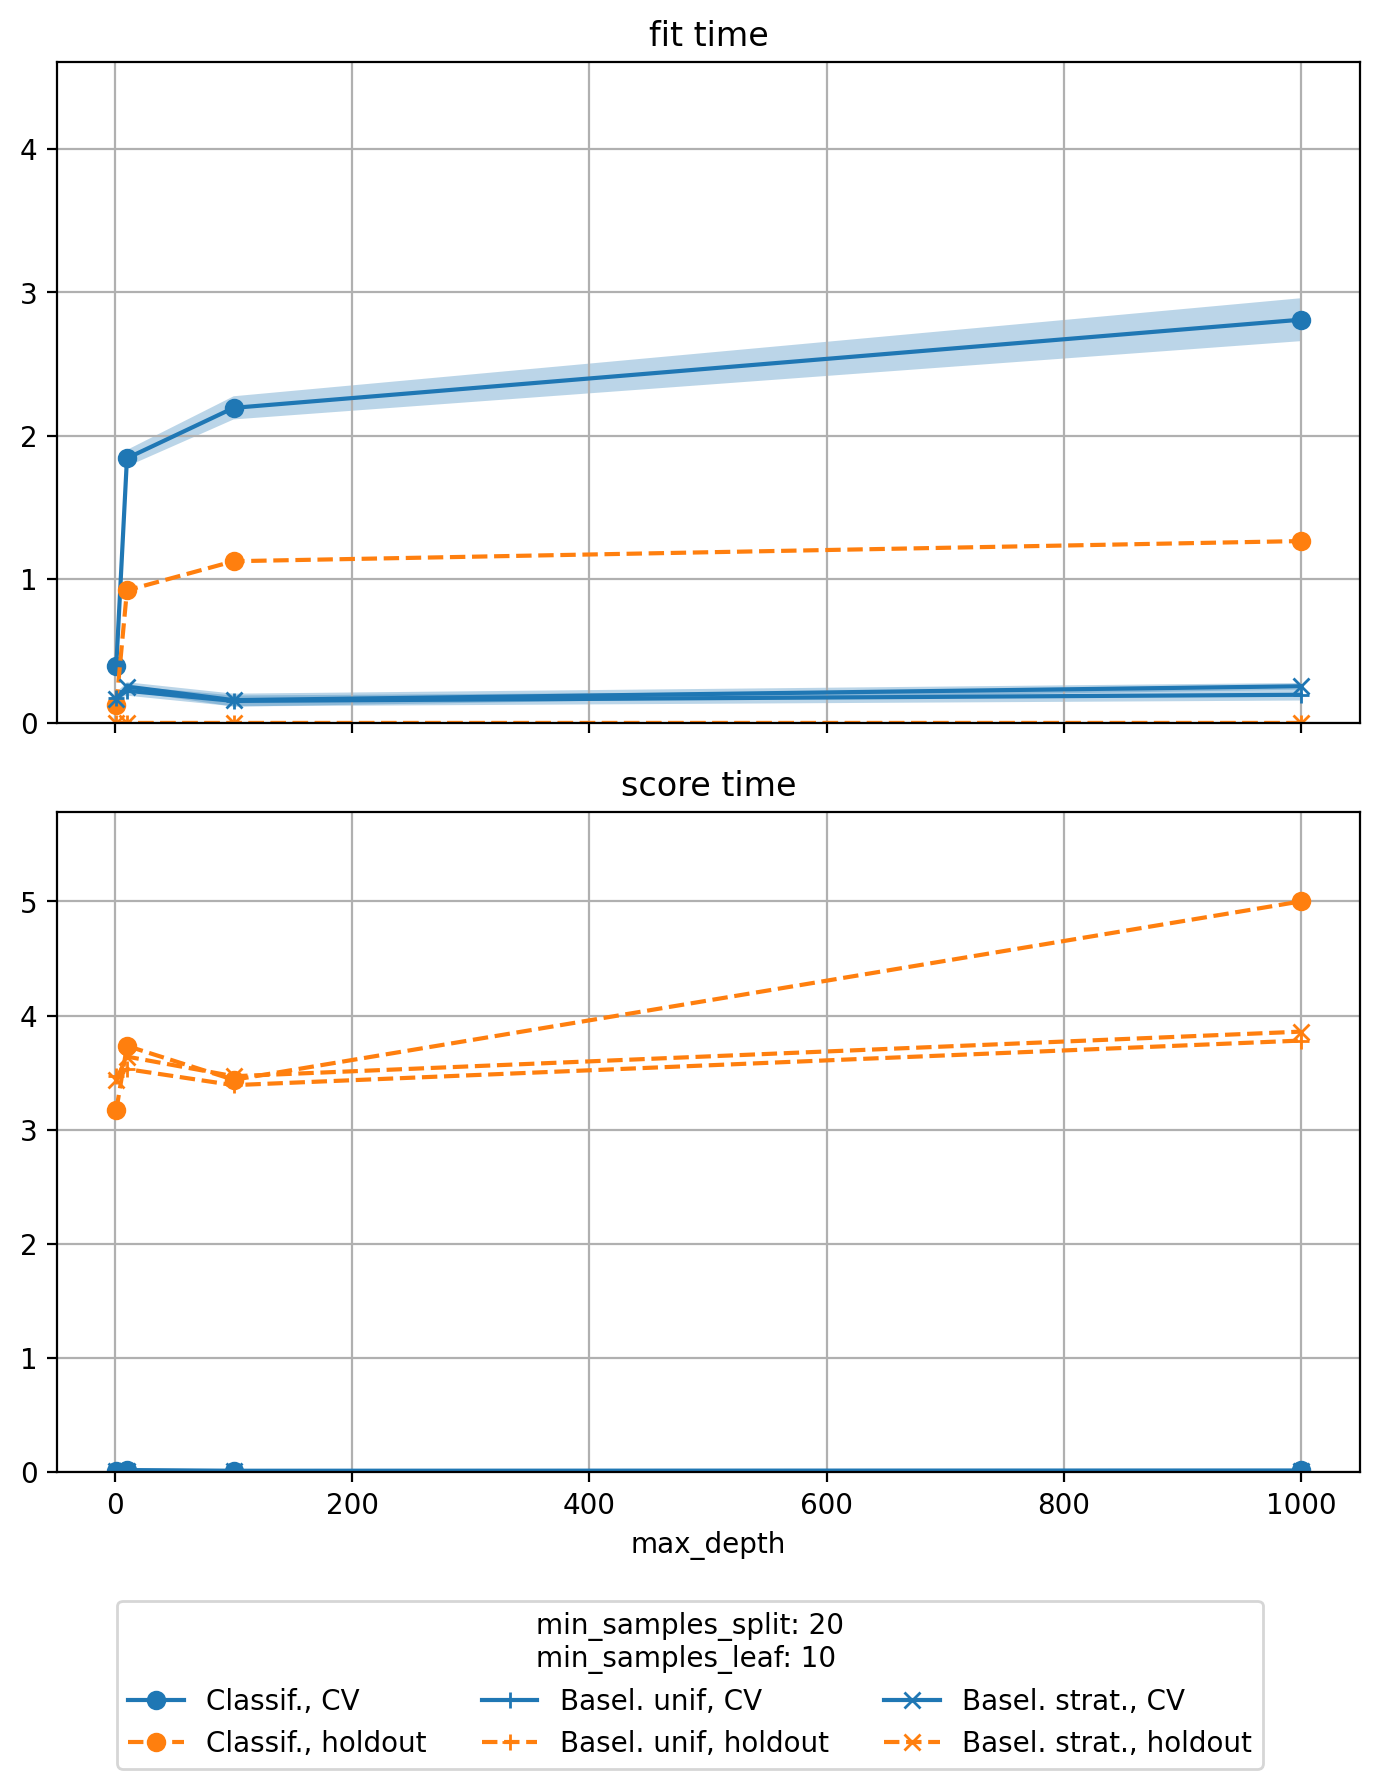 fit time
4
3
2
1
0
score time
5
4
3
2
1
0
0 200 400 600 800 1000
max_depth
min_samples_split: 20
min_samples_leaf: 10
Classif., CV Basel. unif, CV Basel. strat., CV
Classif., holdout Basel. unif, holdout Basel. strat., holdout